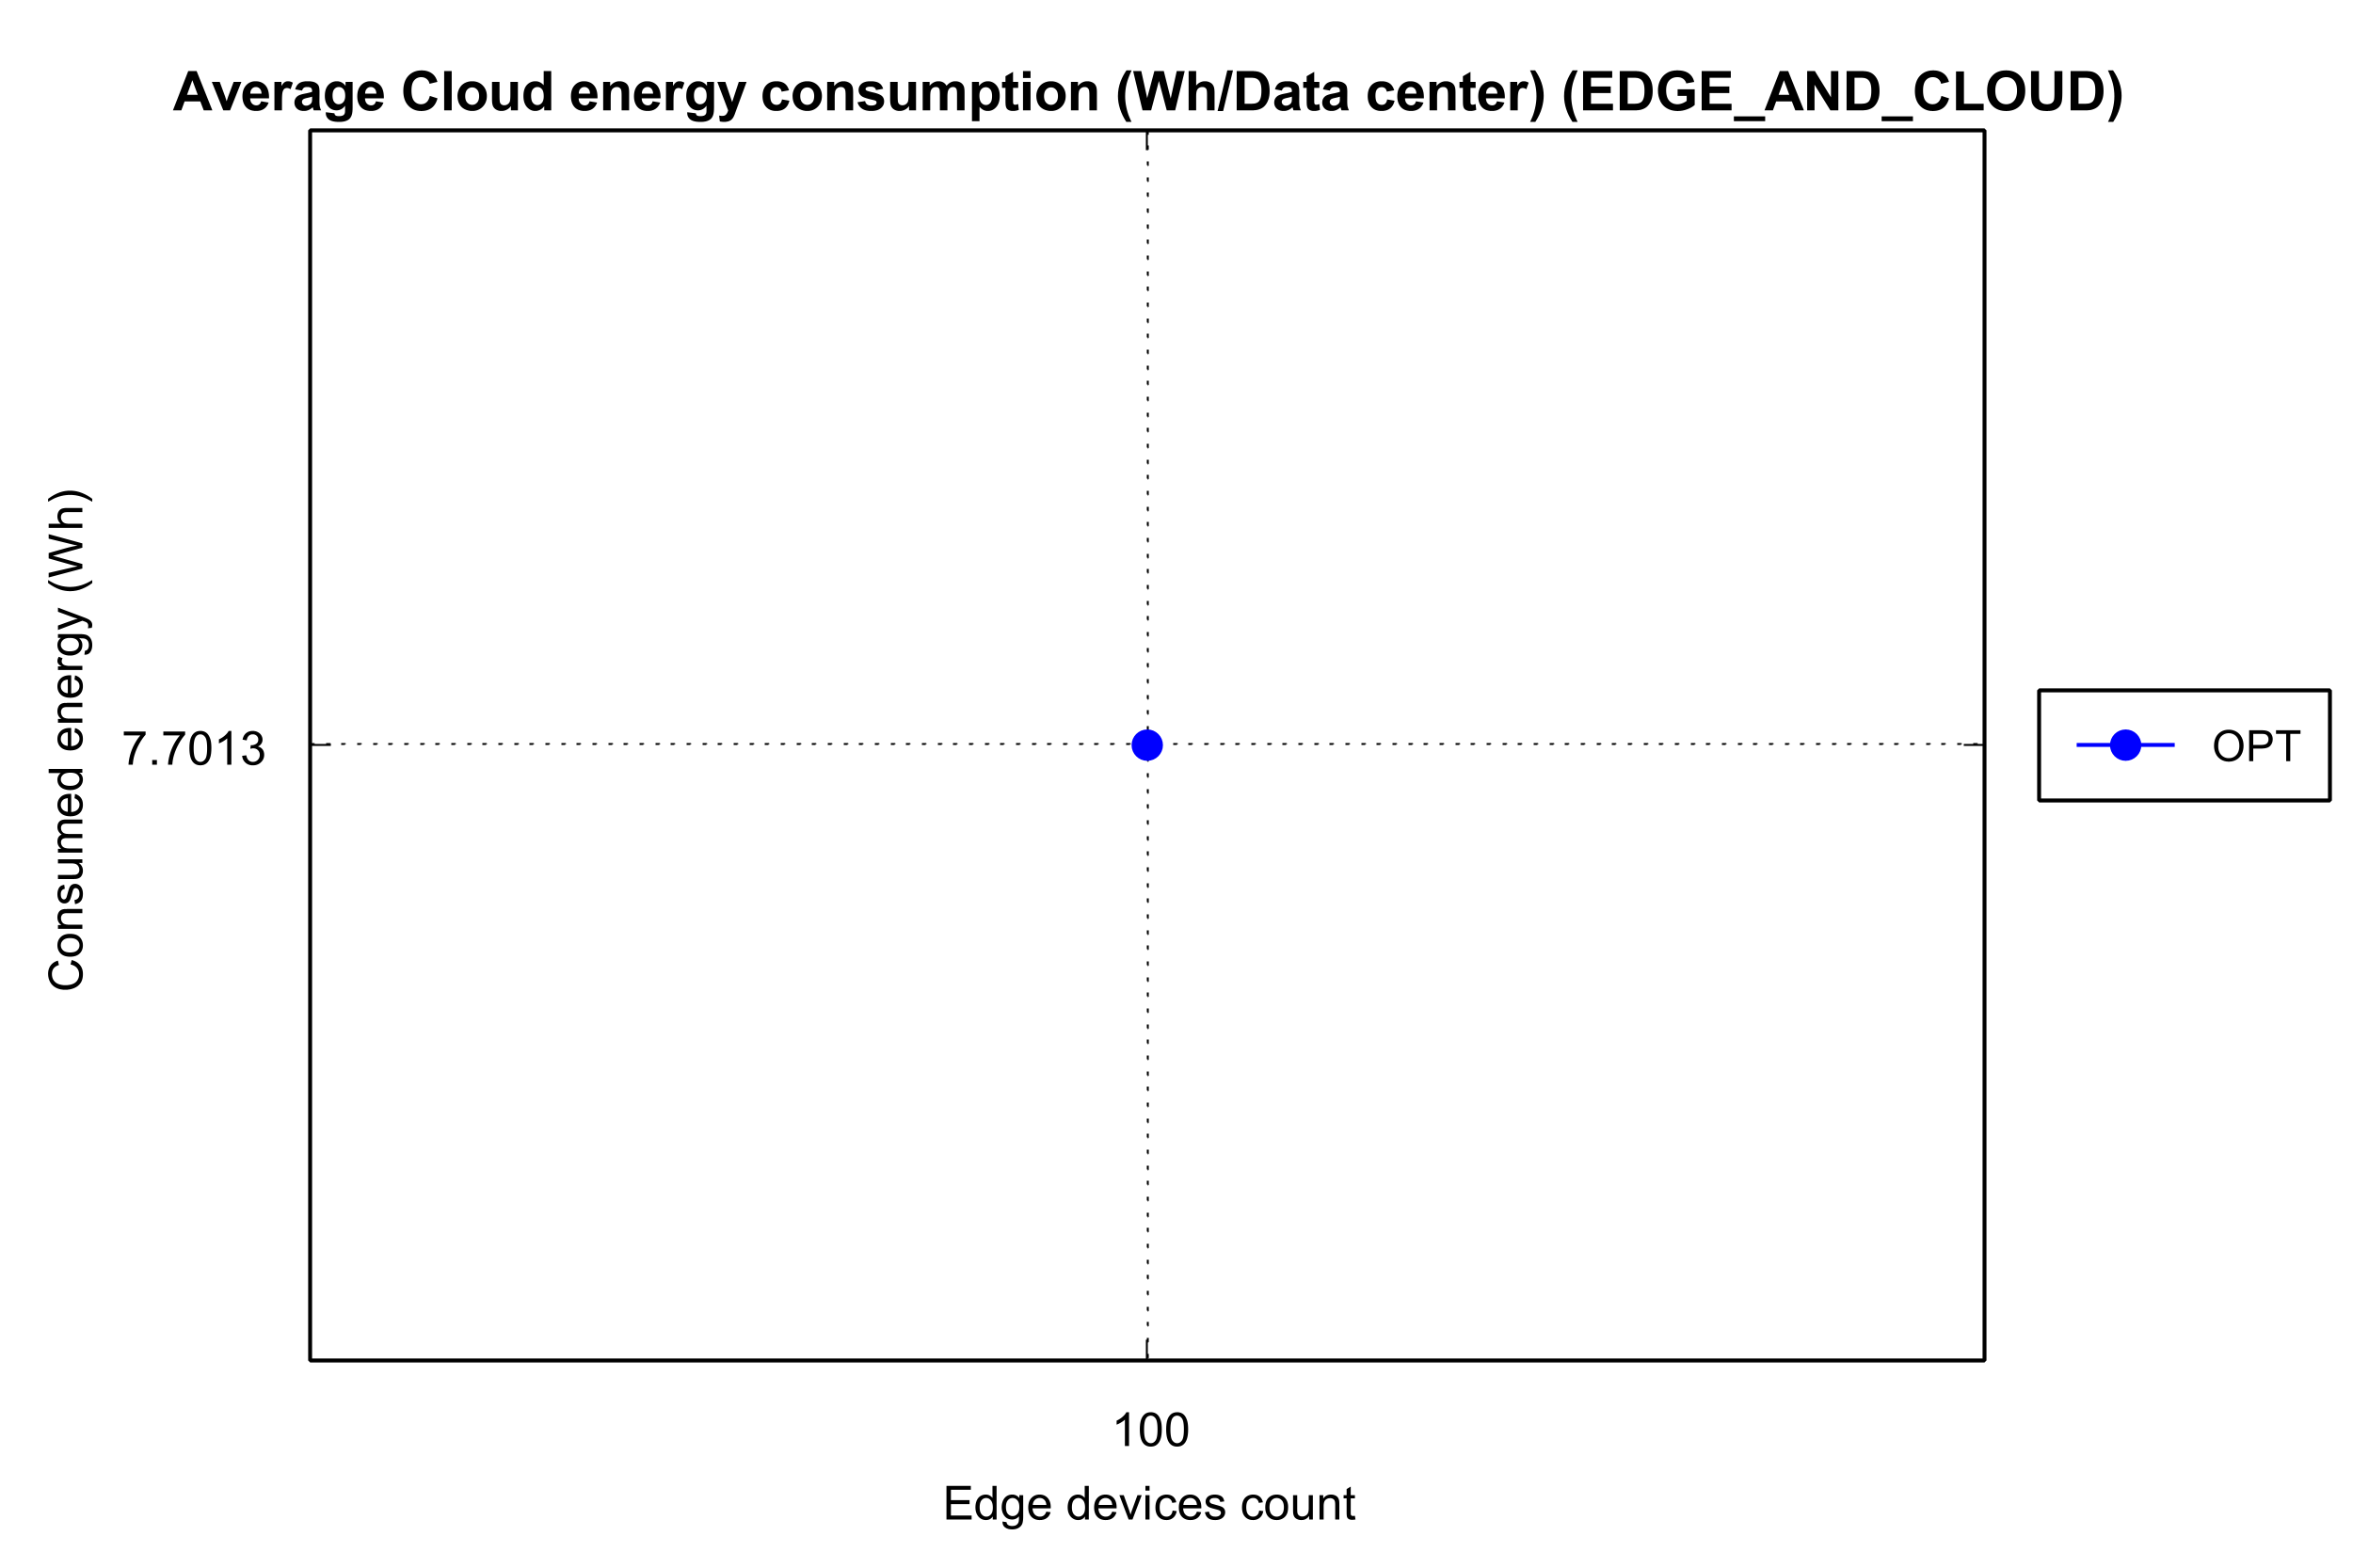 Average Cloud energy consumption (Wh/Data center) (EDGE_AND_CLOUD)
Consumed energy (Wh)
7.7013
OPT
100
Edge devices count